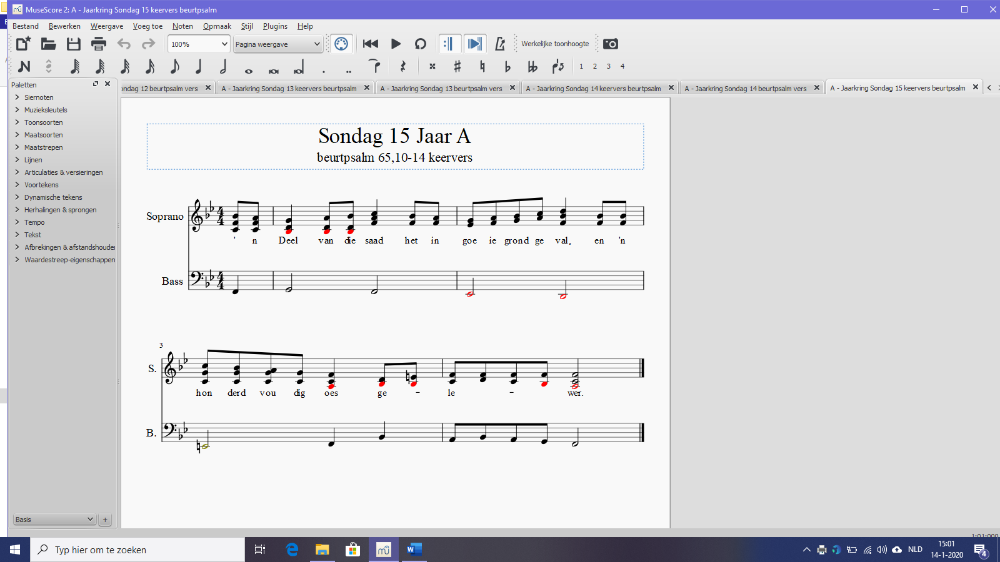 MuseScore 2: A - Jaarkring Sondag 15 keervers beurtpsalm
Bestand Bewerken Weergave Voeg toe Noten Opmaak Stijl Plugins Help
100% Pagina weergave Werkelijke toonhoogte
1 2 3 4
Paletten
ondag 12 beurtpsalm vers A - Jaarkring Sondag 13 keervers beurtpsalm A - Jaarkring Sondag 13 beurtpsalm vers A - Jaarkring Sondag 14 keervers beurtpsalm A - Jaarkring Sondag 14 beurtpsalm vers A - Jaarkring Sondag 15 keervers beurtpsalm
Siernoten
Muzieksleutels
Toonsoorten
Maatsoorten
Maatstrepen
Lijnen
Articulaties & versieringen
Voortekens
Dynamische tekens
Herhalingen & sprongen
Tempo
Tekst
Afbrekingen & afstandshouder
Waardestreep-eigenschappen
Basis +
Sondag 15 Jaar A
beurtpsalm 65,10-14 keervers
Soprano
' n Deel van die saad het in goe ie grond ge val, en 'n
Bass
3
S.
hon derd vou dig oes ge - le - wer.
B.
1:01:000
Typ hier om te zoeken
NLD
15:01
14-1-2020
4